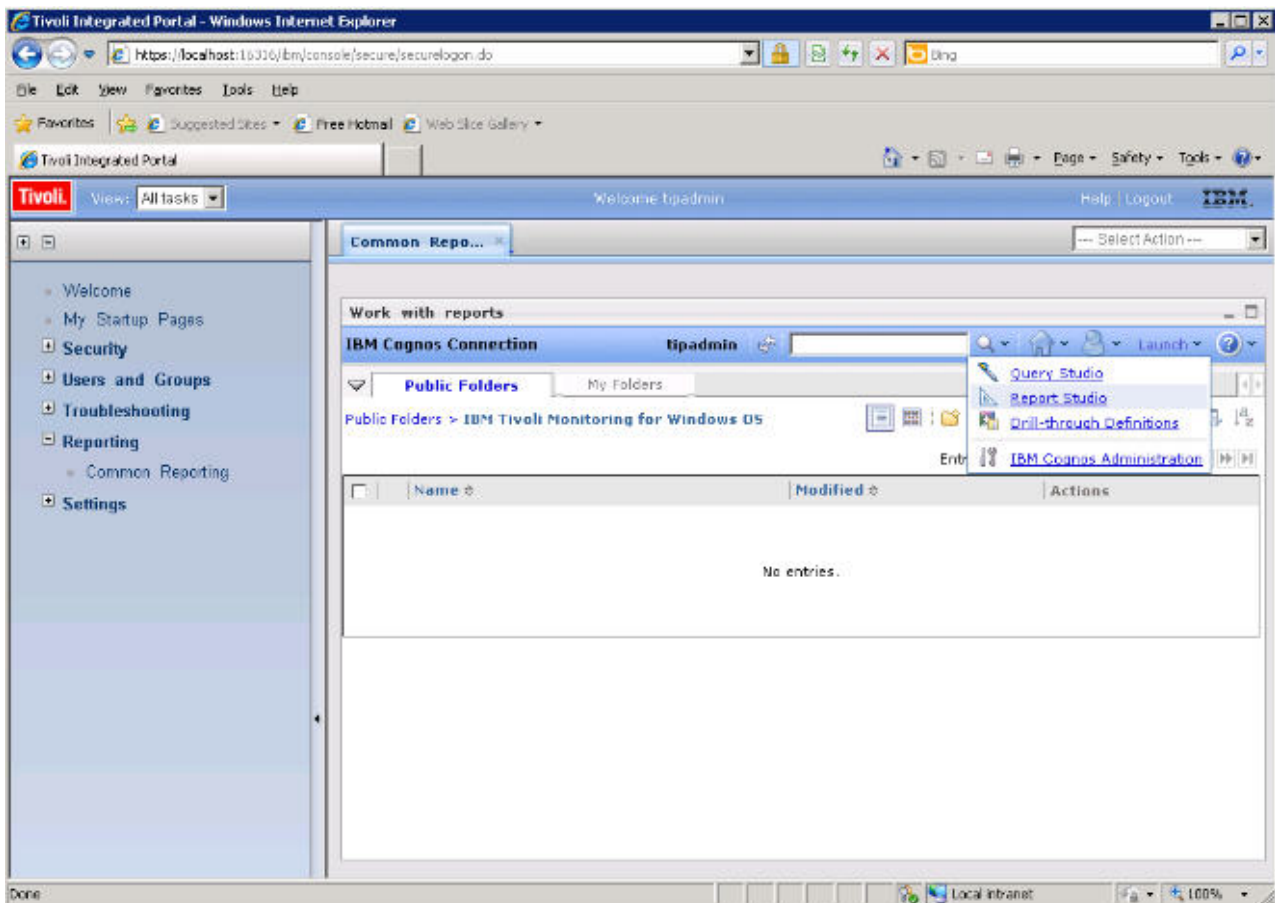 Tivoli Integrated Portal - Windows Internet Explorer
https://localhost:16316/ibm/console/secure/securelogon.do
Bing
File Edit View Favorites Tools Help
Favorites Suggested Sites Free Hotmail Web Slice Gallery
Tivoli Integrated Portal
Page Safety Tools
Tivoli. View: All tasks Welcome tipadmin Help | Logout IBM.
Common Repo... --- Select Action ---
Welcome
My Startup Pages
Security
Users and Groups
Troubleshooting
Reporting
Common Reporting
Settings
Work with reports
IBM Cognos Connection tipadmin Launch
Public Folders My Folders
Public Folders > IBM Tivoli Monitoring for Windows OS
Query Studio
Report Studio
Drill-through Definitions
IBM Cognos Administration
Entr
Name Modified Actions
No entries.
Done Local intranet 100%